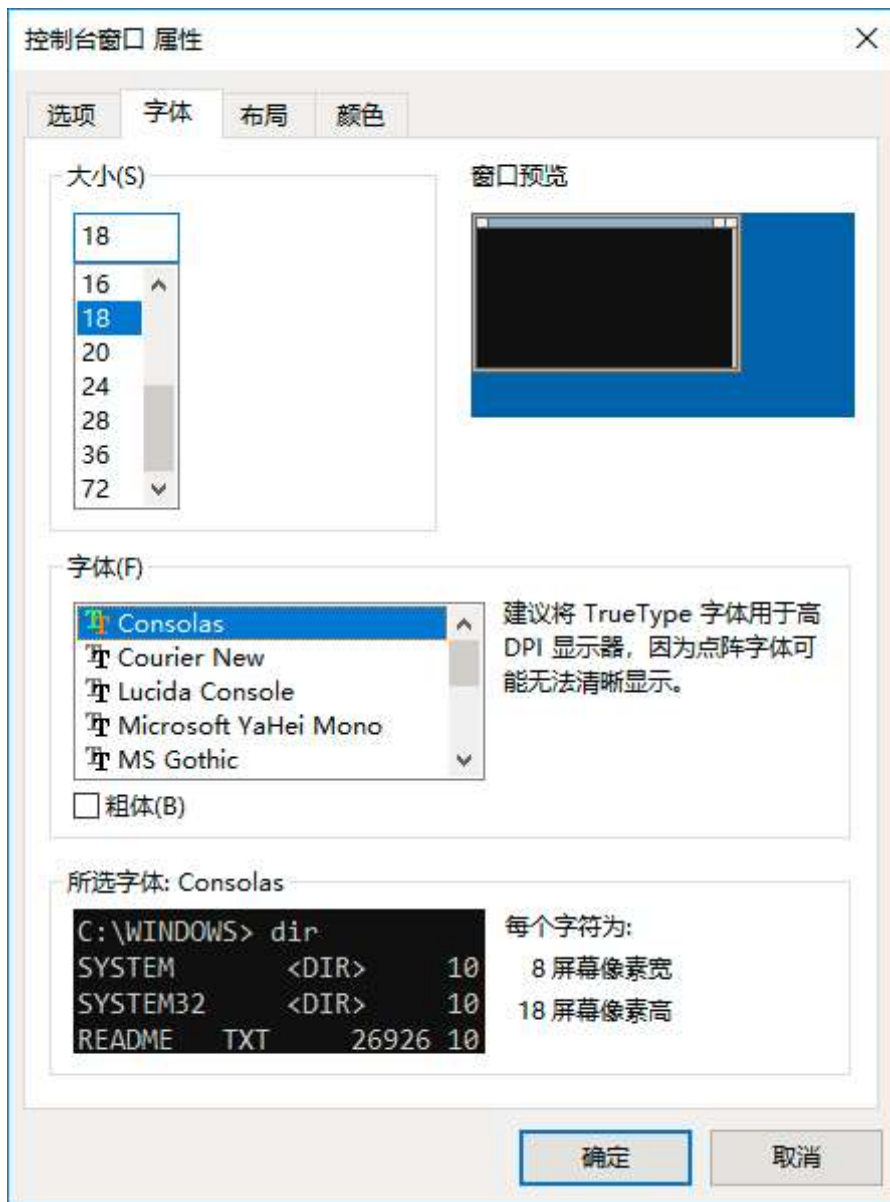 控制台窗口 属性
选项 字体 布局 颜色
大小(S)
18
16
18
20
24
28
36
72
窗口预览
字体(F)
Consolas
Courier New
Lucida Console
Microsoft YaHei Mono
MS Gothic
建议将 TrueType 字体用于高
DPI 显示器，因为点阵字体可
能无法清晰显示。
粗体(B)
所选字体: Consolas
C:\WINDOWS> dir
SYSTEM <DIR> 10
SYSTEM32 <DIR> 10
README TXT 26926 10
每个字符为:
8 屏幕像素宽
18 屏幕像素高
确定 取消